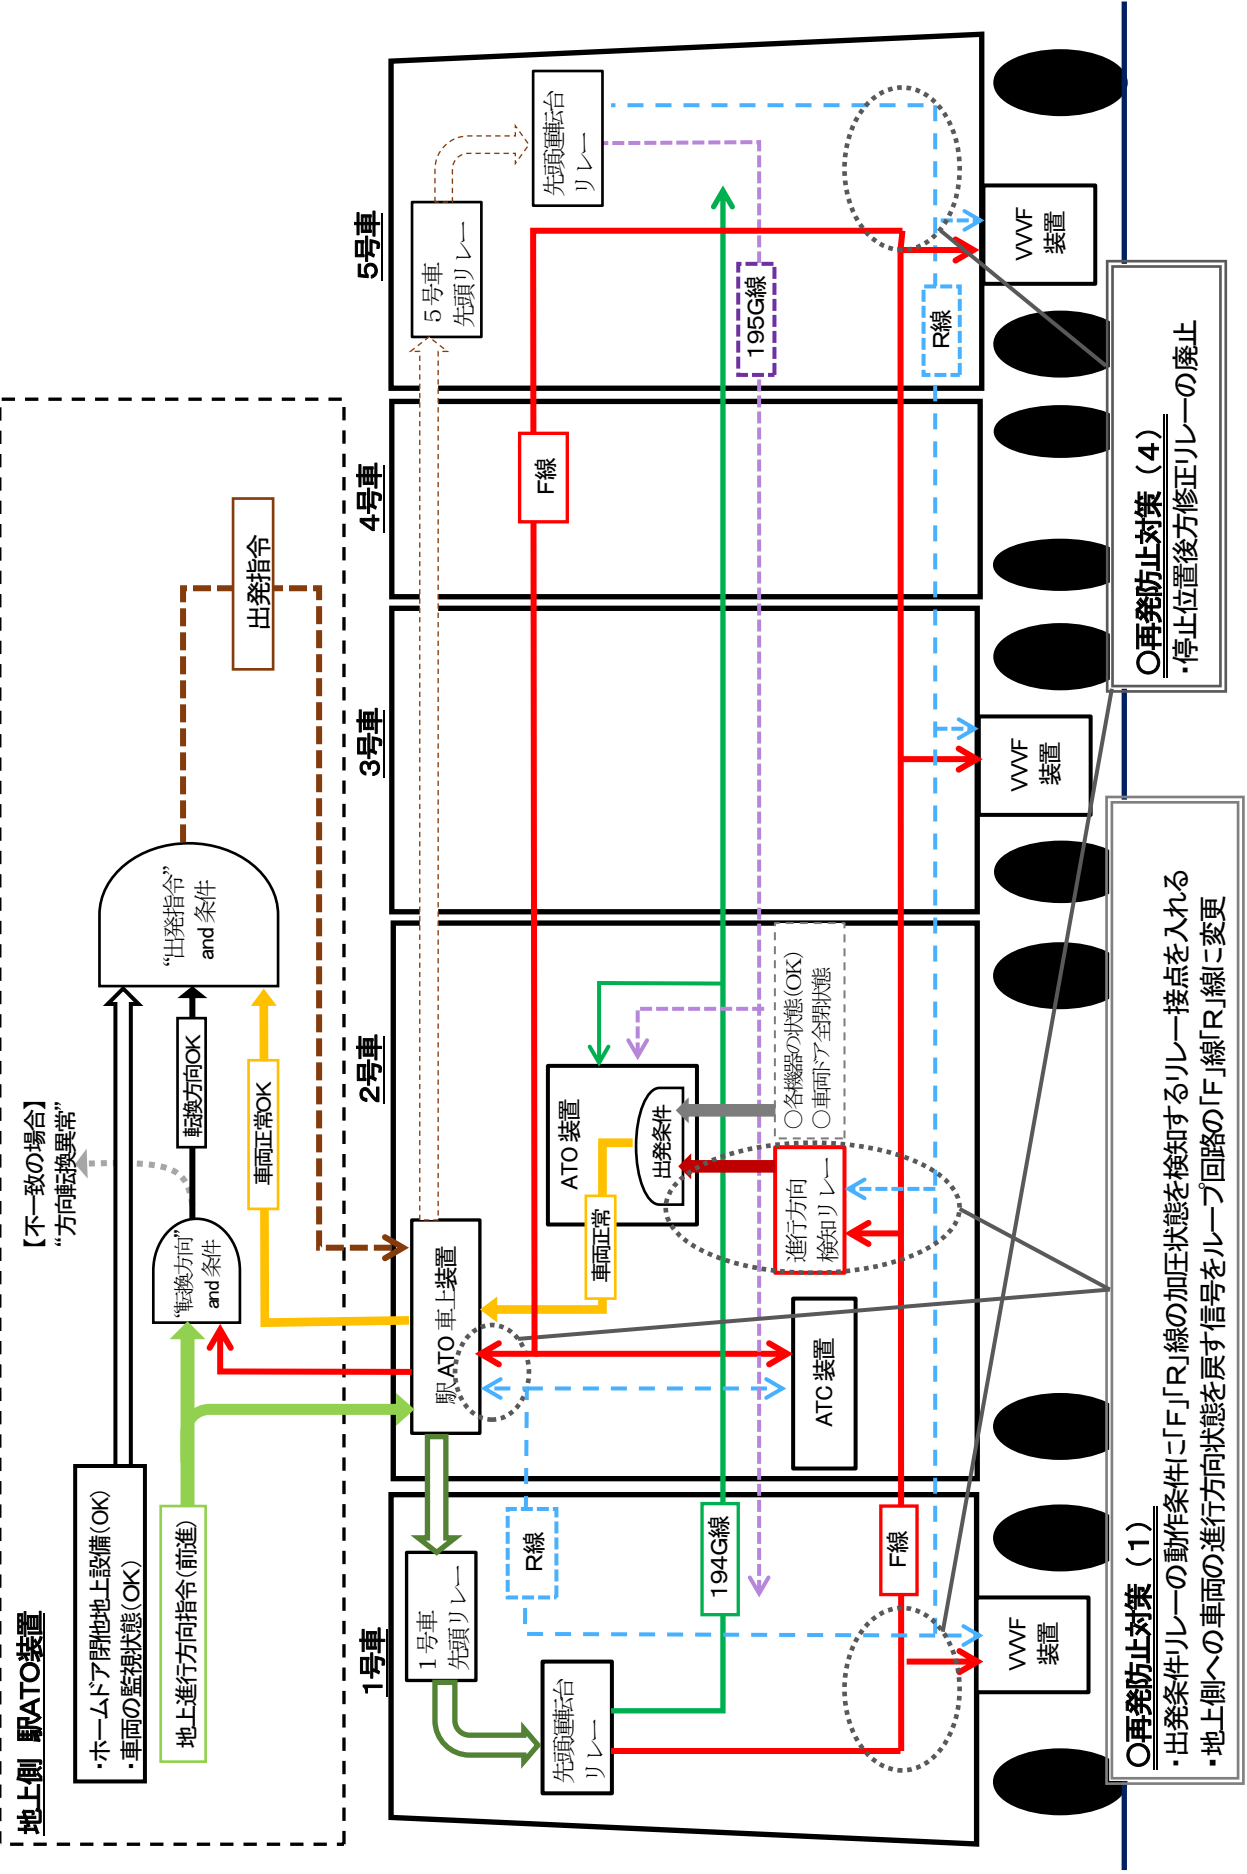 地上側 駅ATO装置
・ホームドア閉他地上設備(OK)
・車両の監視状態(OK)
地上進行方向指令(前進)
【不一致の場合】
“方向転換異常”
“転換方向”
and 条件
転換方向OK
車両正常OK
“出発指令”
and 条件
出発指令
1号車
2号車
3号車
4号車
5号車
1 号車
先頭リレー
先頭運転台
リレー
R線
194G線
F線
VVVF
装置
駅 ATO 車上装置
車両正常
ATO 装置
出発条件
○各機器の状態(OK)
○車両ドア全閉状態
進行方向
検知リレー
ATC 装置
VVVF
装置
F線
5 号車
先頭リレー
先頭運転台
リレー
195G線
R線
VVVF
装置
○再発防止対策（１）
・出発条件リレーの動作条件に「F」「R」線の加圧状態を検知するリレー接点を入れる
・地上側への車両の進行方向状態を戻す信号をループ回路の「F」線「R」線に変更
○再発防止対策（４）
・停止位置後方修正リレーの廃止